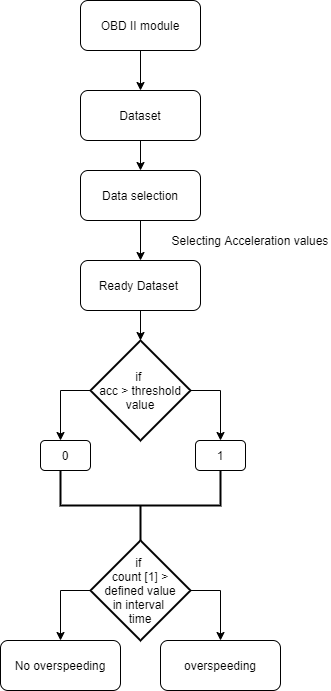 OBD II module
Dataset
Data selection
Selecting Acceleration values
Ready Dataset
if
acc > threshold
value
0
1
if
count [1] >
defined value
in interval
time
No overspeeding
overspeeding